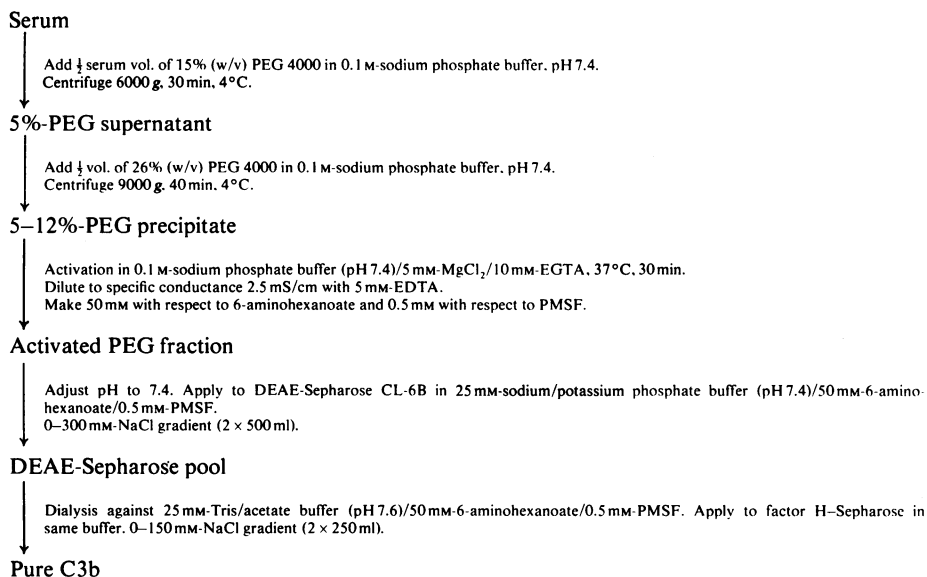 Serum
Add ½ serum vol. of 15% (w/v) PEG 4000 in 0.1 M-sodium phosphate buffer. pH 7.4.
Centrifuge 6000 g, 30 min, 4°C.
5%-PEG supernatant
Add ½ vol. of 26% (w/v) PEG 4000 in 0.1 M-sodium phosphate buffer. pH 7.4.
Centrifuge 9000 g. 40 min. 4°C.
5–12%-PEG precipitate
Activation in 0.1 M-sodium phosphate buffer (pH 7.4)/5 mM-MgCl₂/10 mM-EGTA, 37°C, 30 min.
Dilute to specific conductance 2.5 mS/cm with 5 mM-EDTA.
Make 50 mM with respect to 6-aminohexanoate and 0.5 mM with respect to PMSF.
Activated PEG fraction
Adjust pH to 7.4. Apply to DEAE-Sepharose CL-6B in 25 mM-sodium/potassium phosphate buffer (pH 7.4)/50 mM-6-amino-
hexanoate/0.5 mM-PMSF.
0–300 mM-NaCl gradient (2 × 500 ml).
DEAE-Sepharose pool
Dialysis against 25 mM-Tris/acetate buffer (pH 7.6)/50 mM-6-aminohexanoate/0.5 mM-PMSF. Apply to factor H–Sepharose in
same buffer. 0–150 mM-NaCl gradient (2 × 250 ml).
Pure C3b